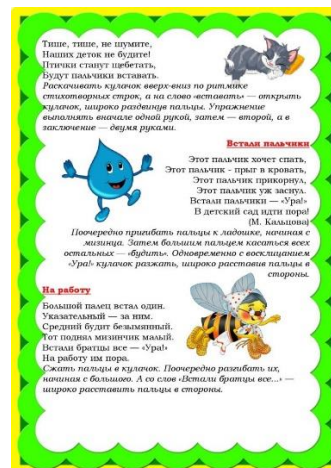 Тише, тише, не шумите,
Наших деток не будите!
Птички станут щебетать,
Будут пальчики вставать.
Раскачивать кулачок вверх-вниз по ритмике
стихотворных строк, а на слово «вставать» — открыть
кулачок, широко раздвинув пальцы. Упражнение
выполнять вначале одной рукой, затем — второй, а в
заключение — двумя руками.
Встали пальчики
Этот пальчик хочет спать,
Этот пальчик - прыг в кровать,
Этот пальчик прикорнул,
Этот пальчик уж заснул.
Встали пальчики — «Ура!»
В детский сад идти пора!
(М. Кальцова)
Поочередно пригибать пальцы к ладошке, начиная с
мизинца. Затем большим пальцем касаться всех
остальных — «будить». Одновременно с восклицанием
«Ура!» кулачок разжать, широко расставив пальцы в
стороны.
На работу
Большой палец встал один.
Указательный — за ним.
Средний будит безымянный.
Тот поднял мизинчик малый.
Встали братцы все — «Ура!»
На работу им пора.
Сжать пальцы в кулачок. Поочередно разгибать их,
начиная с большого. А со слов «Встали братцы все...» —
широко расставить пальцы в стороны.